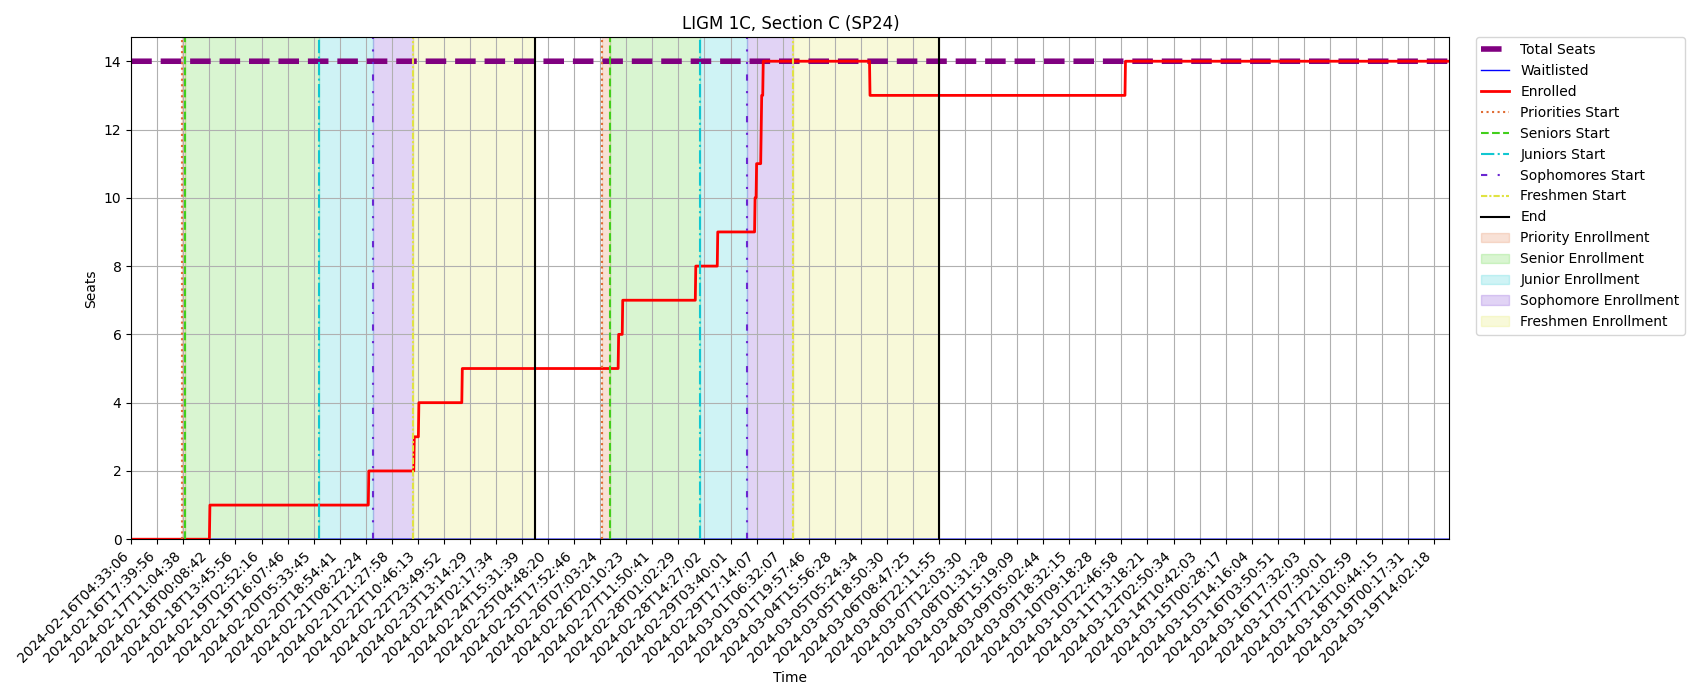 LIGM 1C, Section C (SP24)
Total Seats
Waitlisted
Enrolled
Priorities Start
Seniors Start
Juniors Start
Sophomores Start
Freshmen Start
End
Priority Enrollment
Senior Enrollment
Junior Enrollment
Sophomore Enrollment
Freshmen Enrollment
Seats
14
12
10
8
6
4
2
0
2024-02-16T04:33:06
2024-02-16T17:39:56
2024-02-17T11:04:38
2024-02-18T00:08:42
2024-02-18T13:45:56
2024-02-19T02:52:16
2024-02-19T16:07:46
2024-02-20T05:33:45
2024-02-20T18:54:41
2024-02-21T08:22:24
2024-02-21T21:27:58
2024-02-22T10:46:13
2024-02-22T23:49:52
2024-02-23T13:14:29
2024-02-24T02:17:34
2024-02-24T15:31:39
2024-02-25T04:48:20
2024-02-25T17:52:46
2024-02-26T07:03:24
2024-02-26T20:10:23
2024-02-27T11:50:41
2024-02-28T01:02:29
2024-02-28T14:27:02
2024-02-29T03:40:01
2024-02-29T17:14:07
2024-03-01T06:32:07
2024-03-01T19:57:46
2024-03-04T15:56:28
2024-03-05T05:24:34
2024-03-05T18:50:30
2024-03-06T08:47:25
2024-03-06T22:11:55
2024-03-07T12:03:30
2024-03-08T01:31:28
2024-03-08T15:19:09
2024-03-09T05:02:44
2024-03-09T18:32:15
2024-03-10T09:18:28
2024-03-10T22:46:58
2024-03-11T13:18:21
2024-03-12T02:50:34
2024-03-14T10:42:03
2024-03-15T00:28:17
2024-03-15T14:16:04
2024-03-16T03:50:51
2024-03-16T17:32:03
2024-03-17T07:30:01
2024-03-17T21:02:59
2024-03-18T10:44:15
2024-03-19T00:17:31
2024-03-19T14:02:18
Time